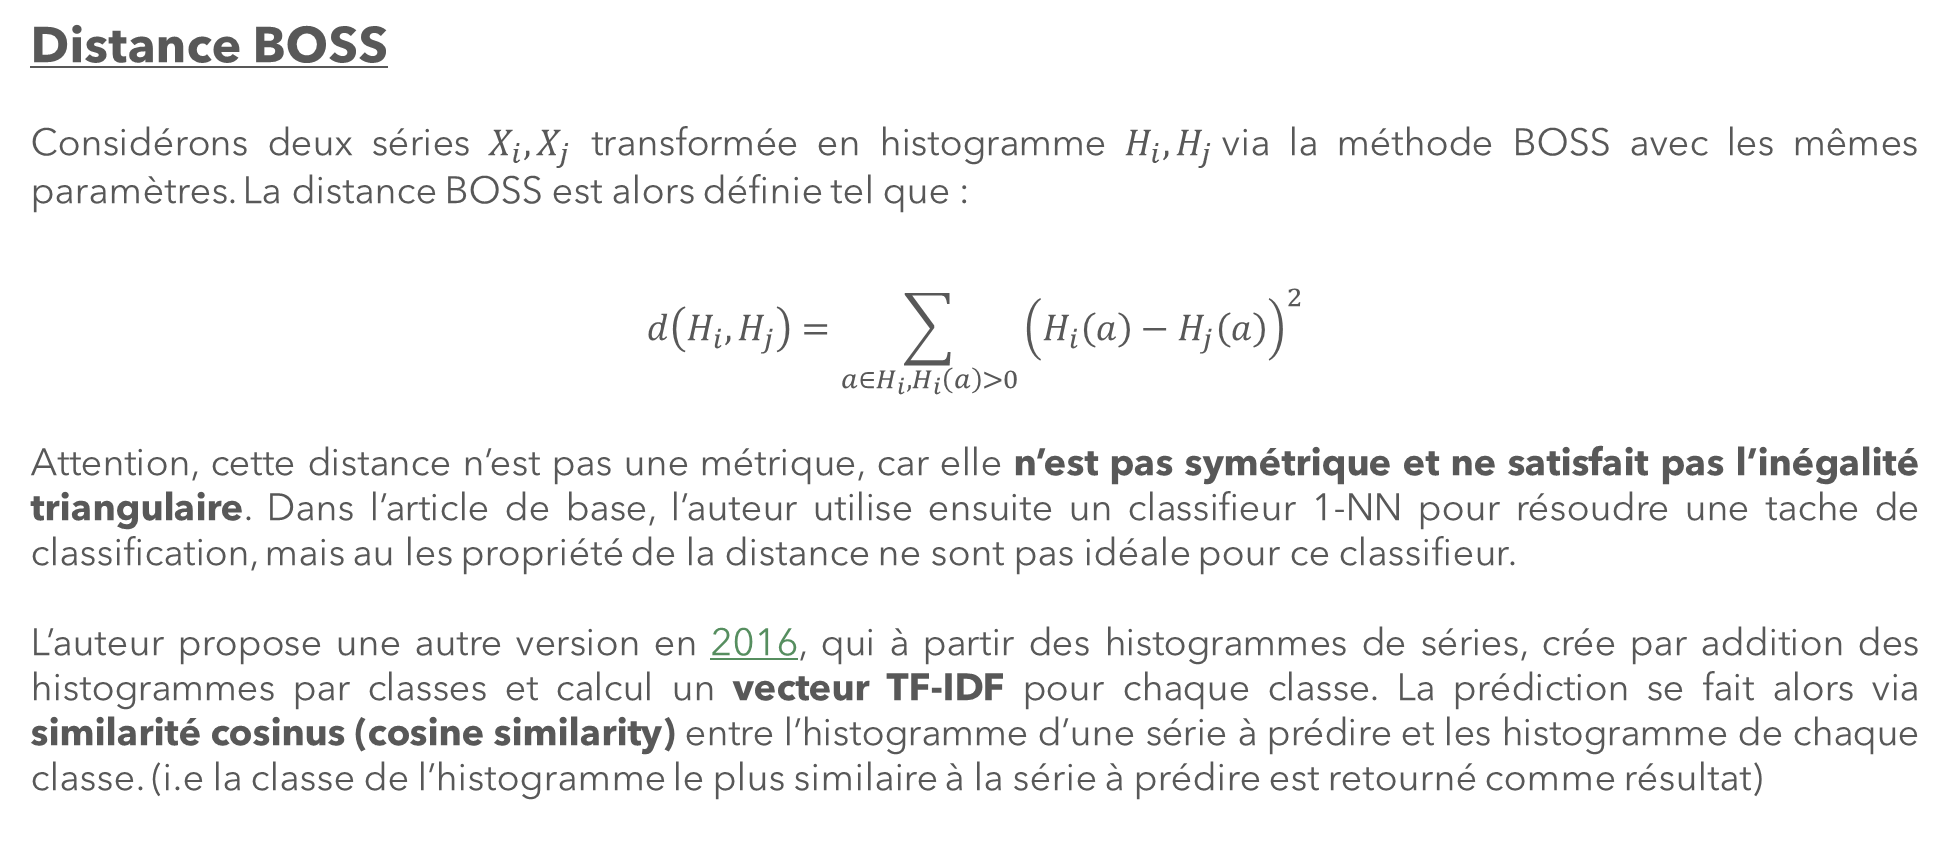 Distance BOSS
Considérons deux séries X_i, X_j transformée en histogramme H_i, H_j via la méthode BOSS avec les mêmes
paramètres. La distance BOSS est alors définie tel que :
d(H_i, H_j) = ∑_{a∈H_i, H_i(a)>0} (H_i(a) − H_j(a))^2
Attention, cette distance n’est pas une métrique, car elle n’est pas symétrique et ne satisfait pas l’inégalité
triangulaire. Dans l’article de base, l’auteur utilise ensuite un classifieur 1-NN pour résoudre une tache de
classification, mais au les propriété de la distance ne sont pas idéale pour ce classifieur.
L’auteur propose une autre version en 2016, qui à partir des histogrammes de séries, crée par addition des
histogrammes par classes et calcul un vecteur TF-IDF pour chaque classe. La prédiction se fait alors via
similarité cosinus (cosine similarity) entre l’histogramme d’une série à prédire et les histogramme de chaque
classe. (i.e la classe de l’histogramme le plus similaire à la série à prédire est retourné comme résultat)